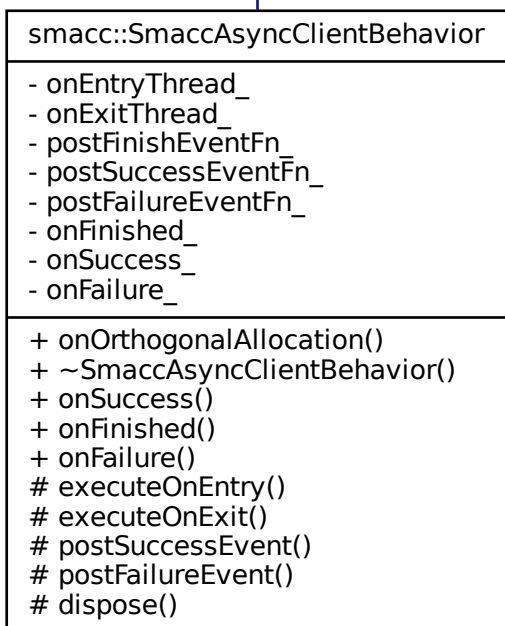 smacc::SmaccAsyncClientBehavior
- onEntryThread_
- onExitThread_
- postFinishEventFn_
- postSuccessEventFn_
- postFailureEventFn_
- onFinished_
- onSuccess_
- onFailure_
+ onOrthogonalAllocation()
+ ~SmaccAsyncClientBehavior()
+ onSuccess()
+ onFinished()
+ onFailure()
# executeOnEntry()
# executeOnExit()
# postSuccessEvent()
# postFailureEvent()
# dispose()